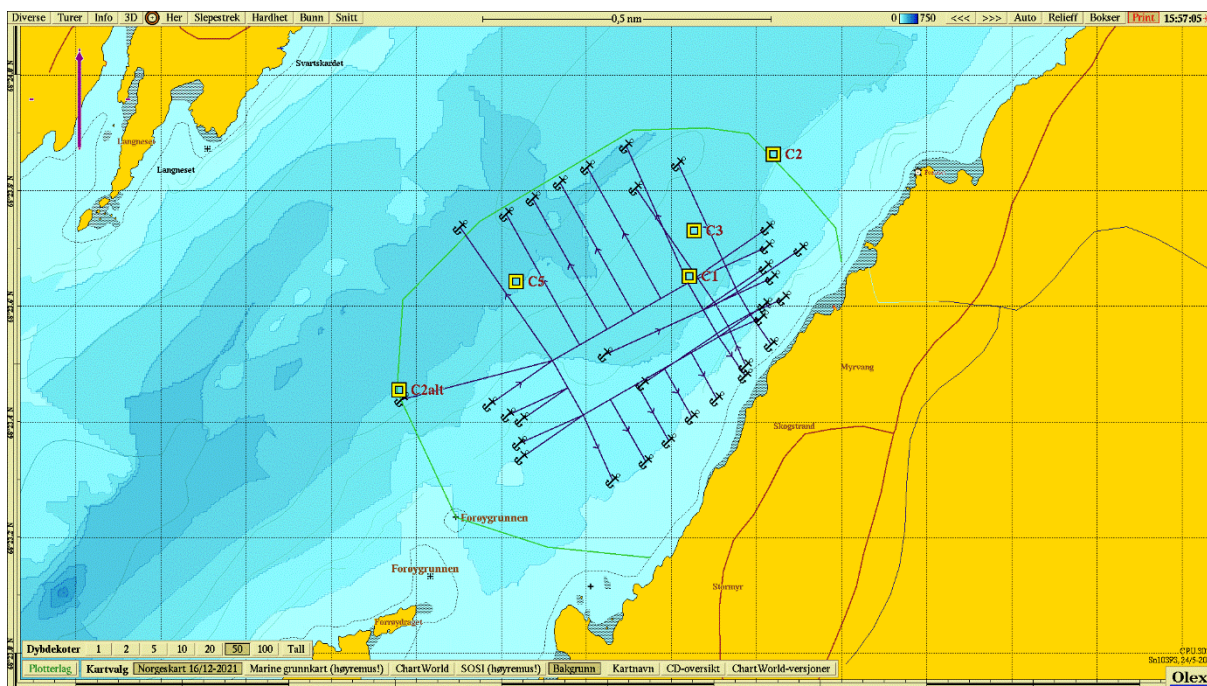 Diverse Turer Info 3D Her Slepestrek Hardhet Bunn Snitt 0,5 nm 0 750 <<< >>> Auto Relieff Bokser Print 15:57:05
Svartskardet
Langneset
Langneset
C2
C3
C1
C5
C2alt
Myrvang
Skogstrand
Forøygrunnen
Forøygrunnen
Stormyr
Forrøydraget
Dybdekoter 1 2 5 10 20 50 100 Tall
Plotterlag Kartvalg Norgeskart 16/12-2021 Marine grunnkart (høyremus!) ChartWorld SOSI (høyremus!) Bakgrunn Kartnavn CD-oversikt ChartWorld-versjoner
Olex